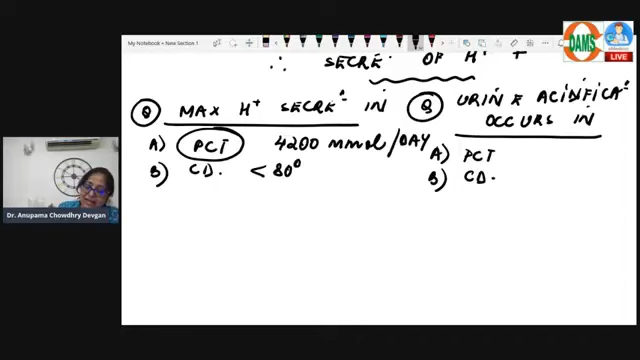 My Notebook > New Section 1
DAMS
LIVE
∴ SECRE OF H⁺ +
Q MAX H⁺ SECRE IN
A) PCT 4200 mmol/DAY
B) CD. < 80
Q URINE ACIDIFICA
OCCURS IN
A) PCT
B) CD.
Dr. Anupama Chowdhry Devgan